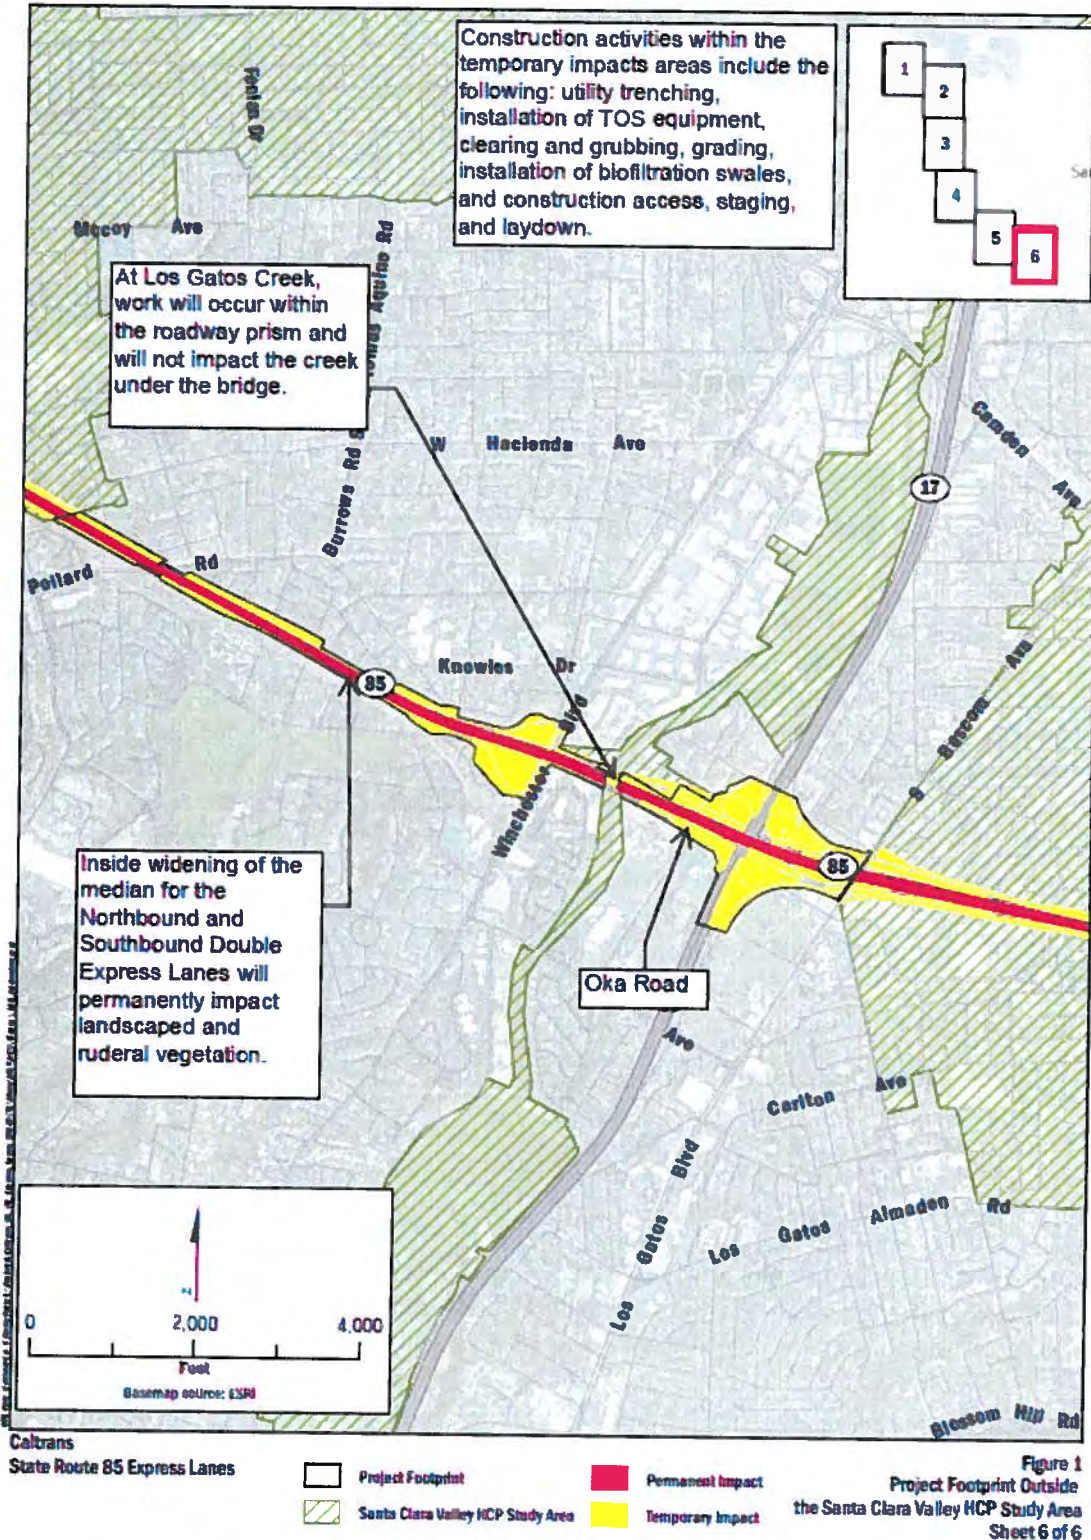 Construction activities within the
temporary impacts areas include the
following: utility trenching,
installation of TOS equipment,
clearing and grubbing, grading,
installation of biofiltration swales,
and construction access, staging,
and laydown.
1
2
3
4
5
6
Mccoy Ave
At Los Gatos Creek,
work will occur within
the roadway prism and
will not impact the creek
under the bridge.
Aquino Rd
Camden Ave
W Hacienda Ave
17
Burrows Rd
Pollard Rd
Knowles Dr
85
Winchester Blvd
S Bascom Ave
85
Inside widening of the
median for the
Northbound and
Southbound Double
Express Lanes will
permanently impact
landscaped and
ruderal vegetation.
Oka Road
Ave
Carlton Ave
Los Gatos Blvd
Los Gatos Almaden Rd
Z
0 2,000 4,000
Feet
Basemap source: ESRI
Blossom Hill Rd
Caltrans
State Route 85 Express Lanes
Project Footprint
Santa Clara Valley HCP Study Area
Permanent Impact
Temporary Impact
Figure 1
Project Footprint Outside
the Santa Clara Valley HCP Study Area
Sheet 6 of 6